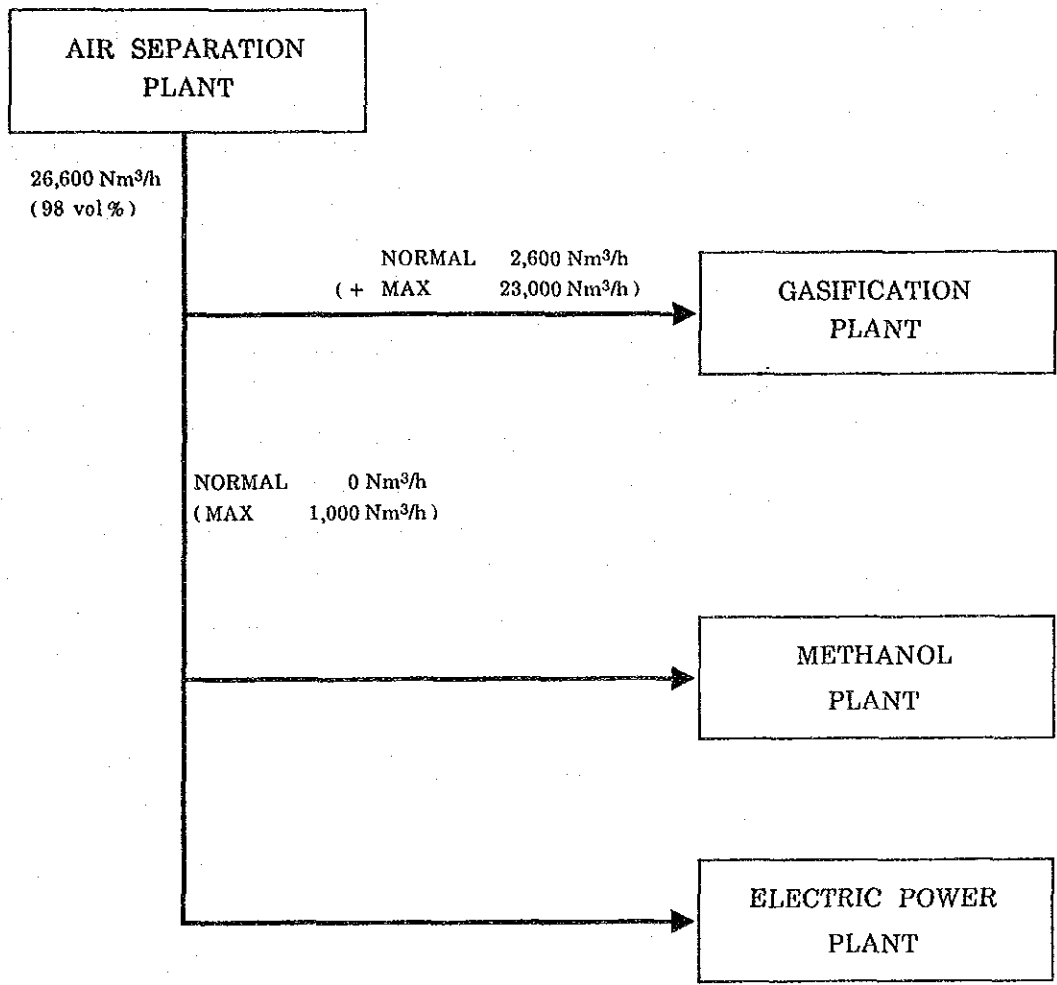 AIR SEPARATION
PLANT
26,600 Nm³/h
(98 vol%)
NORMAL 2,600 Nm³/h
(+ MAX 23,000 Nm³/h)
GASIFICATION
PLANT
NORMAL 0 Nm³/h
(MAX 1,000 Nm³/h)
METHANOL
PLANT
ELECTRIC POWER
PLANT